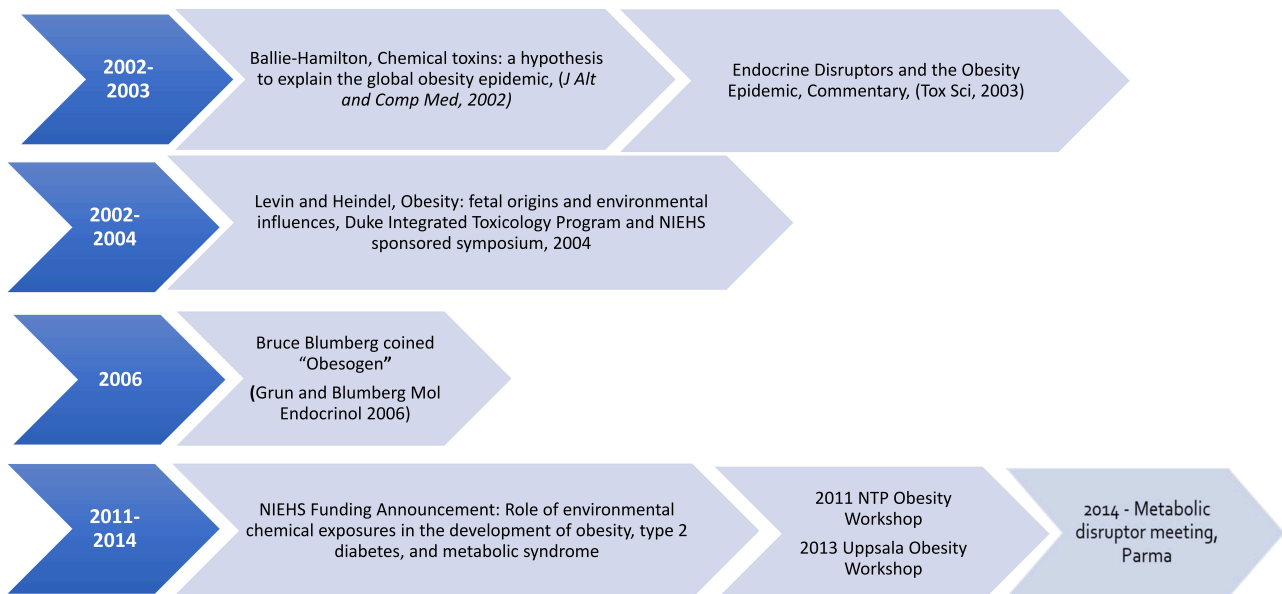 2002-
2003
Ballie-Hamilton, Chemical toxins: a hypothesis
to explain the global obesity epidemic, (J Alt
and Comp Med, 2002)
Endocrine Disruptors and the Obesity
Epidemic, Commentary, (Tox Sci, 2003)
2002-
2004
Levin and Heindel, Obesity: fetal origins and environmental
influences, Duke Integrated Toxicology Program and NIEHS
sponsored symposium, 2004
2006
Bruce Blumberg coined
“Obesogen”
(Grun and Blumberg Mol
Endocrinol 2006)
2011-
2014
NIEHS Funding Announcement: Role of environmental
chemical exposures in the development of obesity, type 2
diabetes, and metabolic syndrome
2011 NTP Obesity
Workshop
2013 Uppsala Obesity
Workshop
2014 - Metabolic
disruptor meeting,
Parma